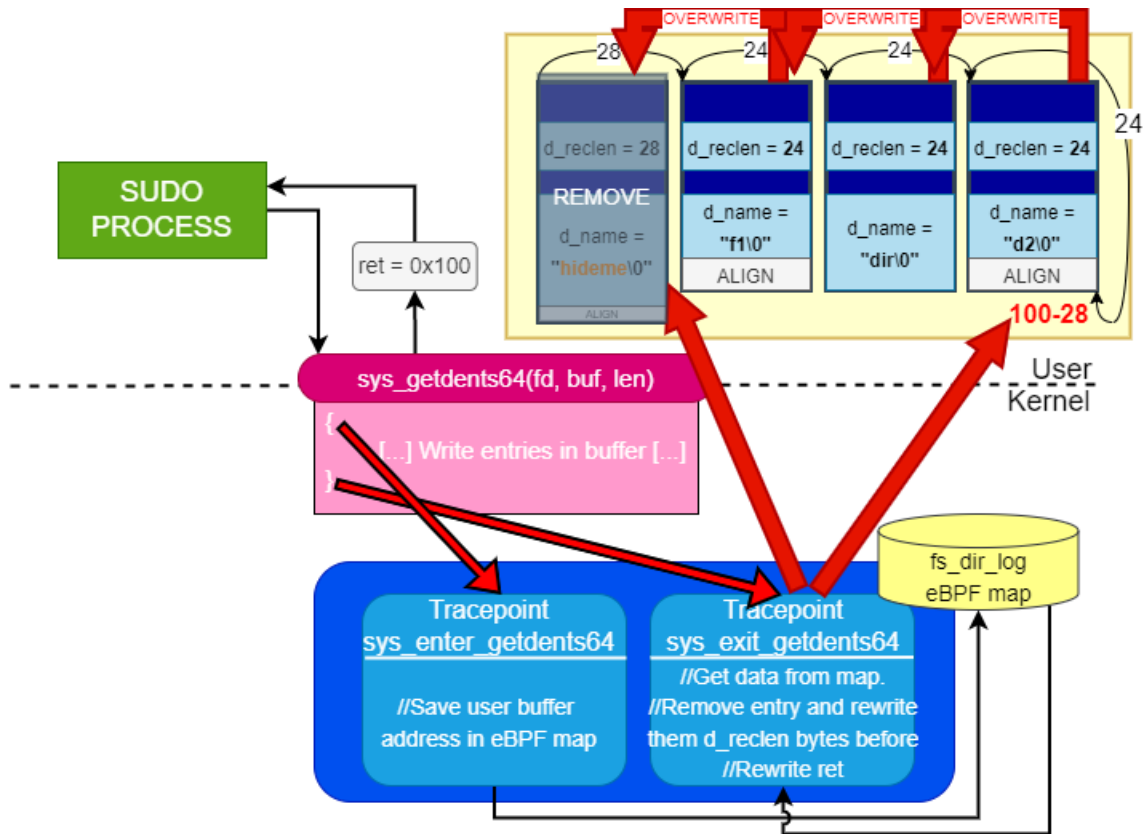 OVERWRITE
OVERWRITE
OVERWRITE
28
24
24
24
d_reclen = 28
REMOVE
d_name =
"hideme\0"
ALIGN
d_reclen = 24
d_name =
"f1\0"
ALIGN
d_reclen = 24
d_name =
"dir\0"
d_reclen = 24
d_name =
"d2\0"
ALIGN
100-28
SUDO
PROCESS
ret = 0x100
sys_getdents64(fd, buf, len)
User
Kernel
{
[...] Write entries in buffer [...]
}
fs_dir_log
eBPF map
Tracepoint
sys_enter_getdents64
//Save user buffer
address in eBPF map
Tracepoint
sys_exit_getdents64
//Get data from map.
//Remove entry and rewrite
them d_reclen bytes before
//Rewrite ret